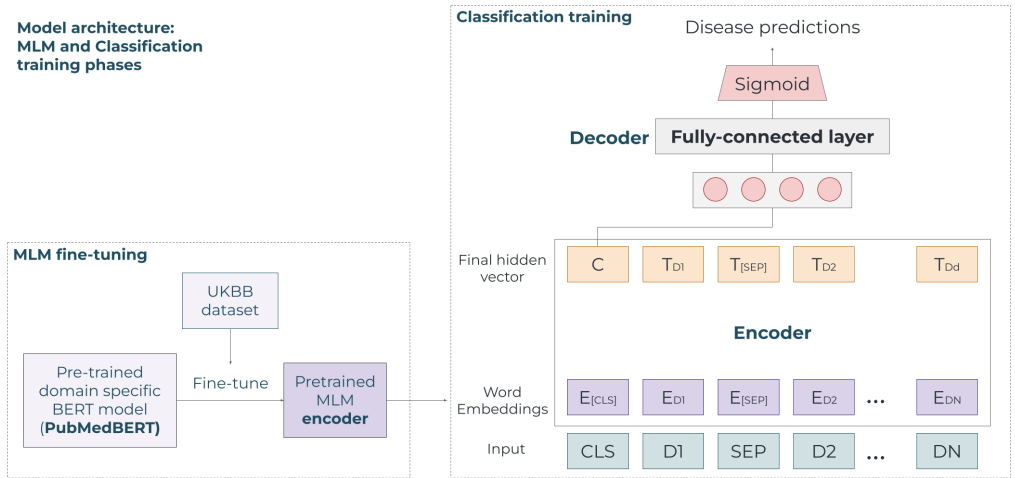 Model architecture:
MLM and Classification
training phases
Classification training
Disease predictions
Sigmoid
Decoder
Fully-connected layer
MLM fine-tuning
UKBB
dataset
Pre-trained
domain specific
BERT model
(PubMedBERT)
Fine-tune
Pretrained
MLM
encoder
Final hidden
vector
C TD1 T[SEP] TD2 TDd
Encoder
Word
Embeddings
E[CLS] ED1 E[SEP] ED2 ... EDN
Input
CLS D1 SEP D2 ... DN